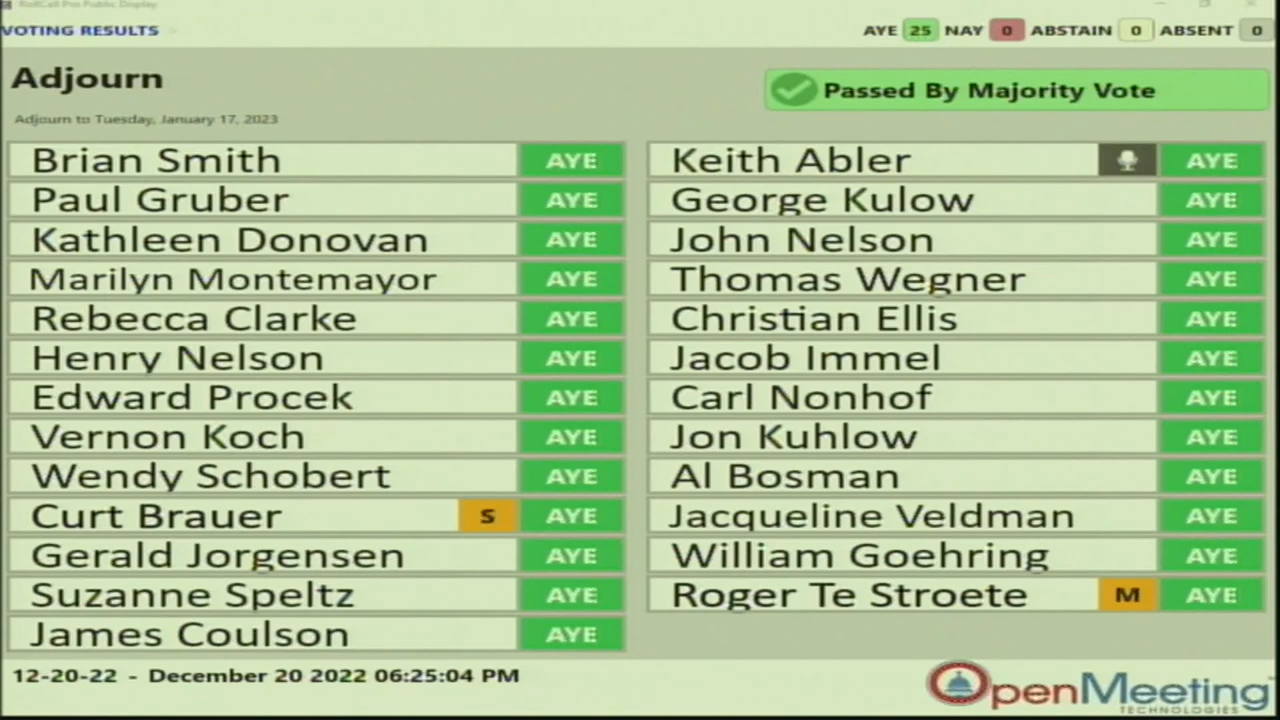 RollCall Pro Public Display
VOTING RESULTS
AYE 25 NAY 0 ABSTAIN 0 ABSENT 0
Adjourn
Passed By Majority Vote
Adjourn to Tuesday, January 17, 2023
Brian Smith AYE
Paul Gruber AYE
Kathleen Donovan AYE
Marilyn Montemayor AYE
Rebecca Clarke AYE
Henry Nelson AYE
Edward Procek AYE
Vernon Koch AYE
Wendy Schobert AYE
Curt Brauer S AYE
Gerald Jorgensen AYE
Suzanne Speltz AYE
James Coulson AYE
Keith Abler AYE
George Kulow AYE
John Nelson AYE
Thomas Wegner AYE
Christian Ellis AYE
Jacob Immel AYE
Carl Nonhof AYE
Jon Kuhlow AYE
Al Bosman AYE
Jacqueline Veldman AYE
William Goehring AYE
Roger Te Stroete M AYE
12-20-22 - December 20 2022 06:25:04 PM
OpenMeeting
TECHNOLOGIES